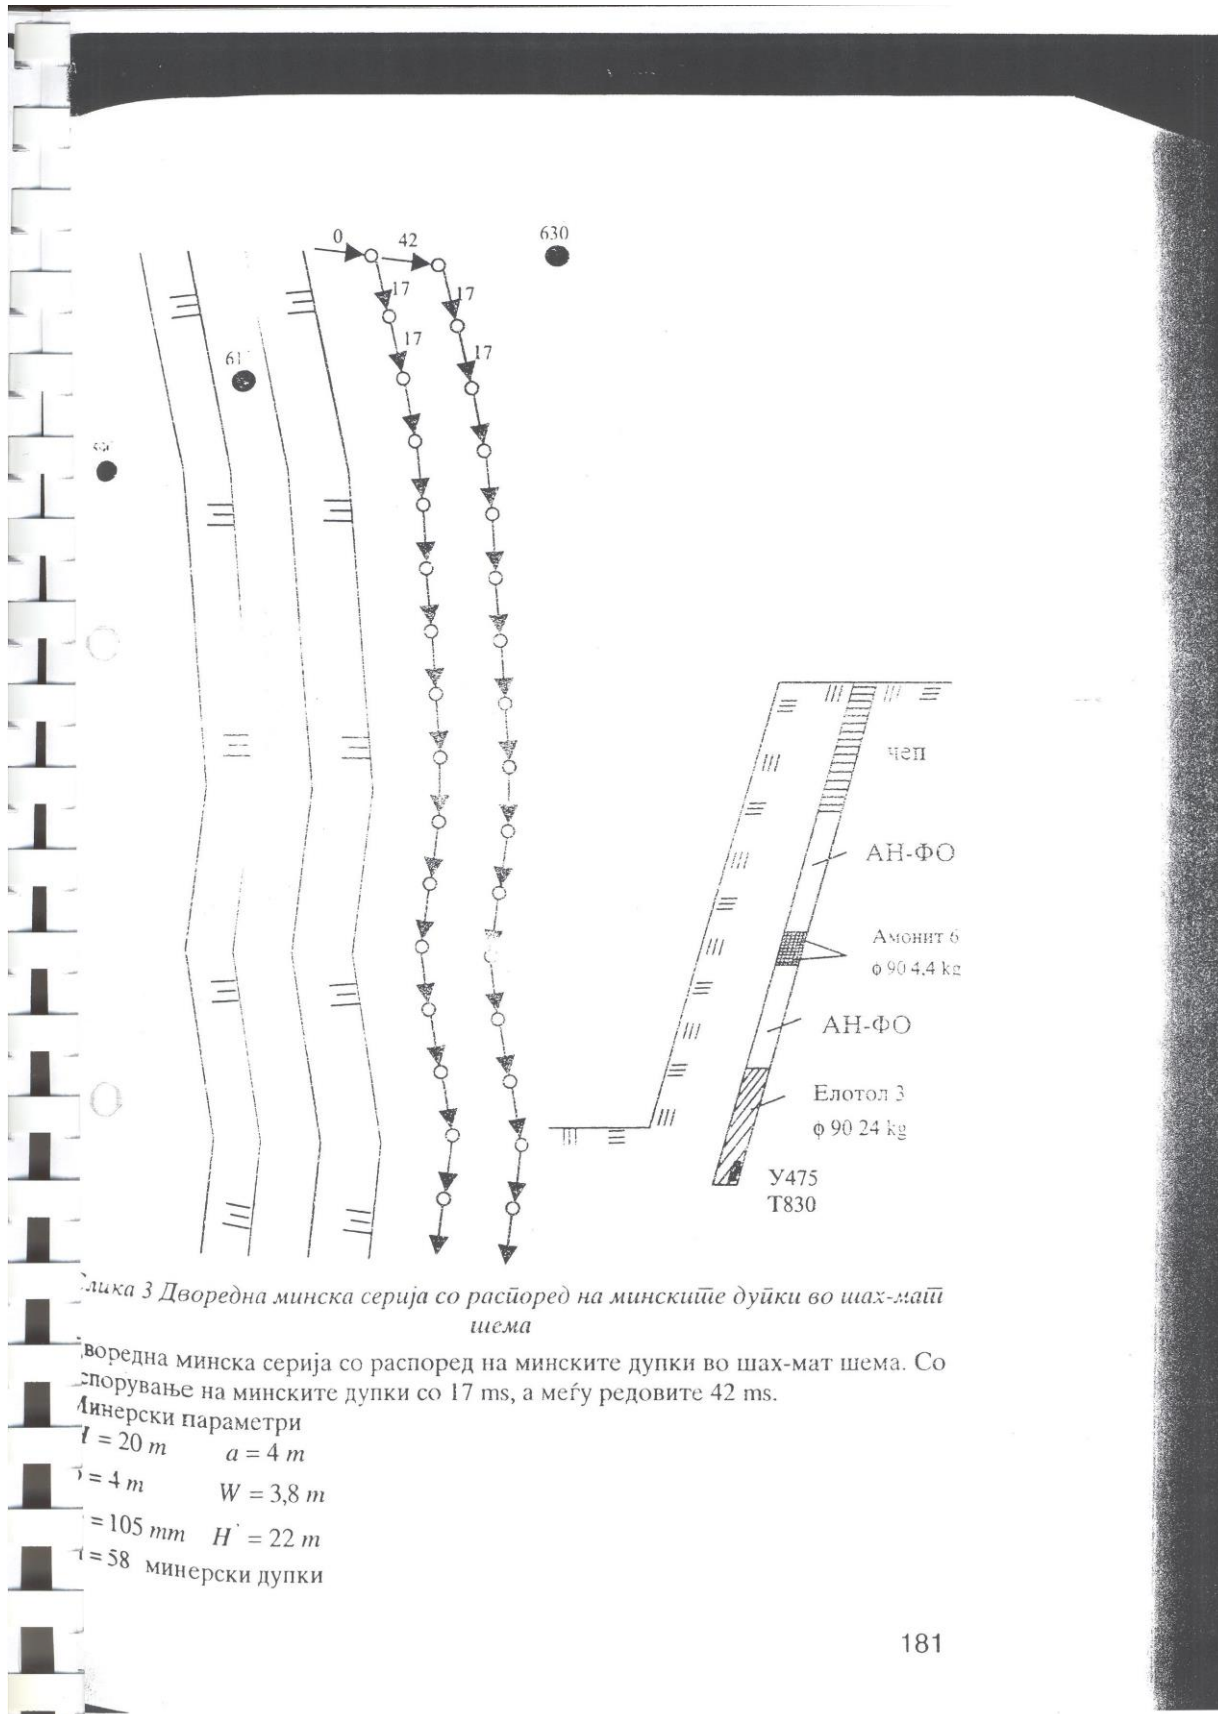 0
42
630
17
17
17
17
61
чеп
АН-ФО
Амонит 6
ф 90 4,4 kg
АН-ФО
Елотол 3
ф 90 24 kg
У475
Т830
лика 3 Дворедна минска серија со распоред на минските дупки во шах-мат
шема
воредна минска серија со распоред на минските дупки во шах-мат шема. Со
спорување на минските дупки со 17 ms, а меѓу редовите 42 ms.
Минерски параметри
= 20 m a = 4 m
= 4 m W = 3,8 m
= 105 mm H' = 22 m
= 58 минерски дупки
181